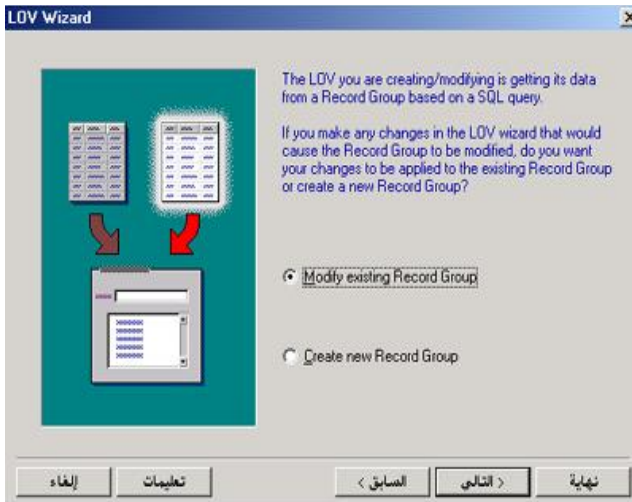 LOV Wizard
The LOV you are creating/modifying is getting its data
from a Record Group based on a SQL query.
If you make any changes in the LOV wizard that would
cause the Record Group to be modified, do you want
your changes to be applied to the existing Record Group
or create a new Record Group?
Modify existing Record Group
Create new Record Group
إلغاء
تعليمات
السابق >
< التالي
نهاية